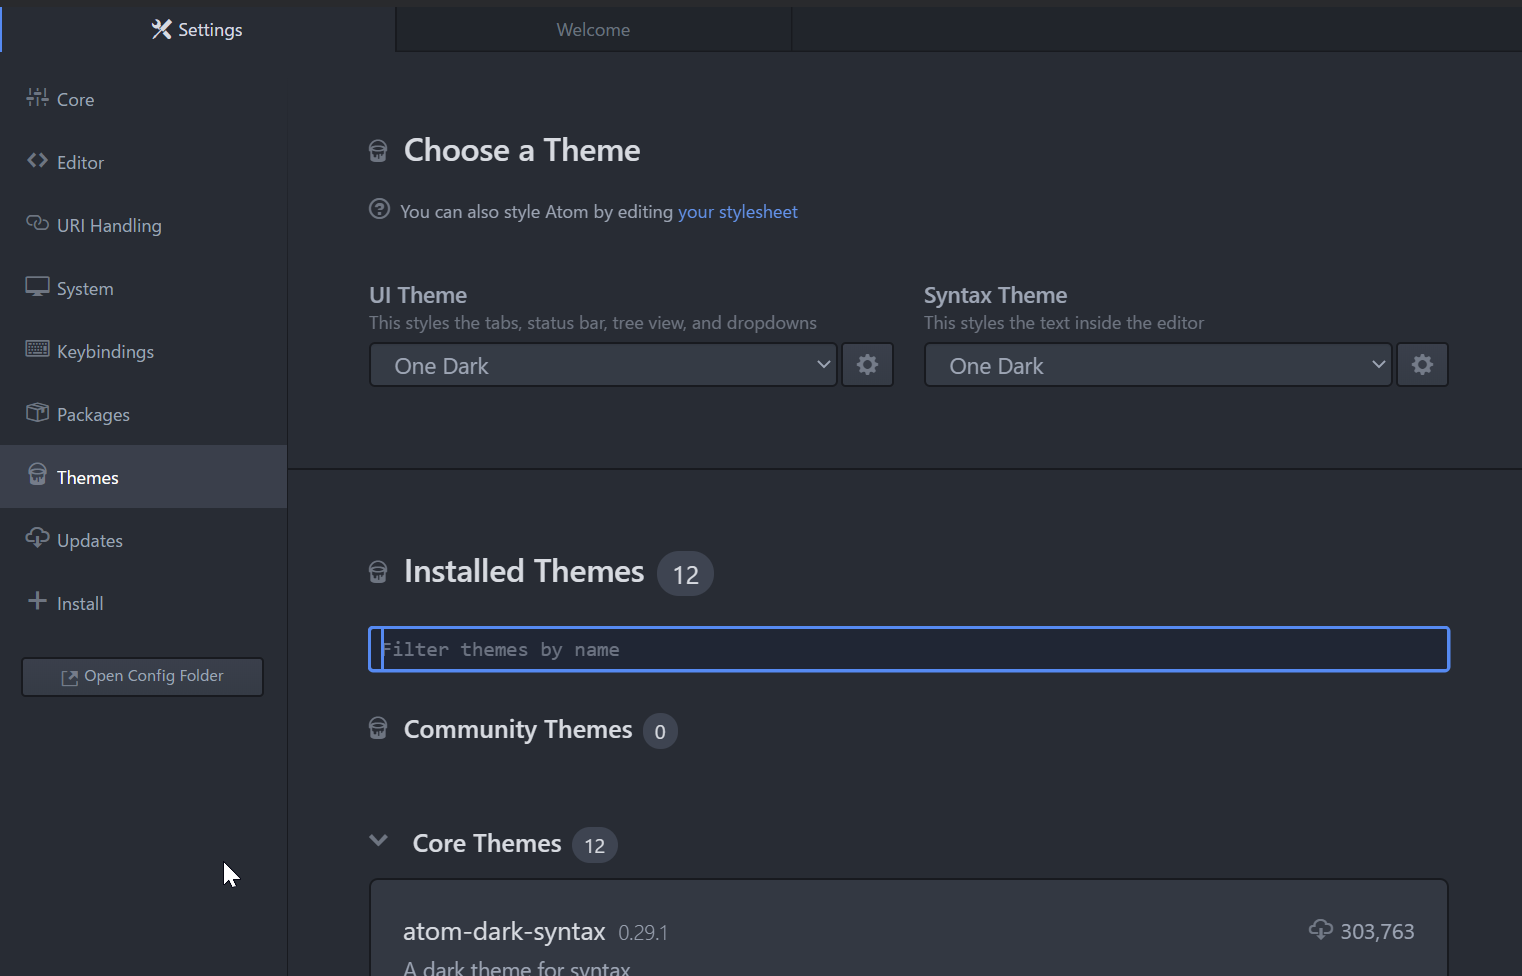 Settings
Welcome
Core
Editor
URI Handling
System
Keybindings
Packages
Themes
Updates
Install
Open Config Folder
Choose a Theme
You can also style Atom by editing your stylesheet
UI Theme
This styles the tabs, status bar, tree view, and dropdowns
One Dark
Syntax Theme
This styles the text inside the editor
One Dark
Installed Themes 12
Filter themes by name
Community Themes 0
Core Themes 12
atom-dark-syntax 0.29.1 303,763
A dark theme for syntax